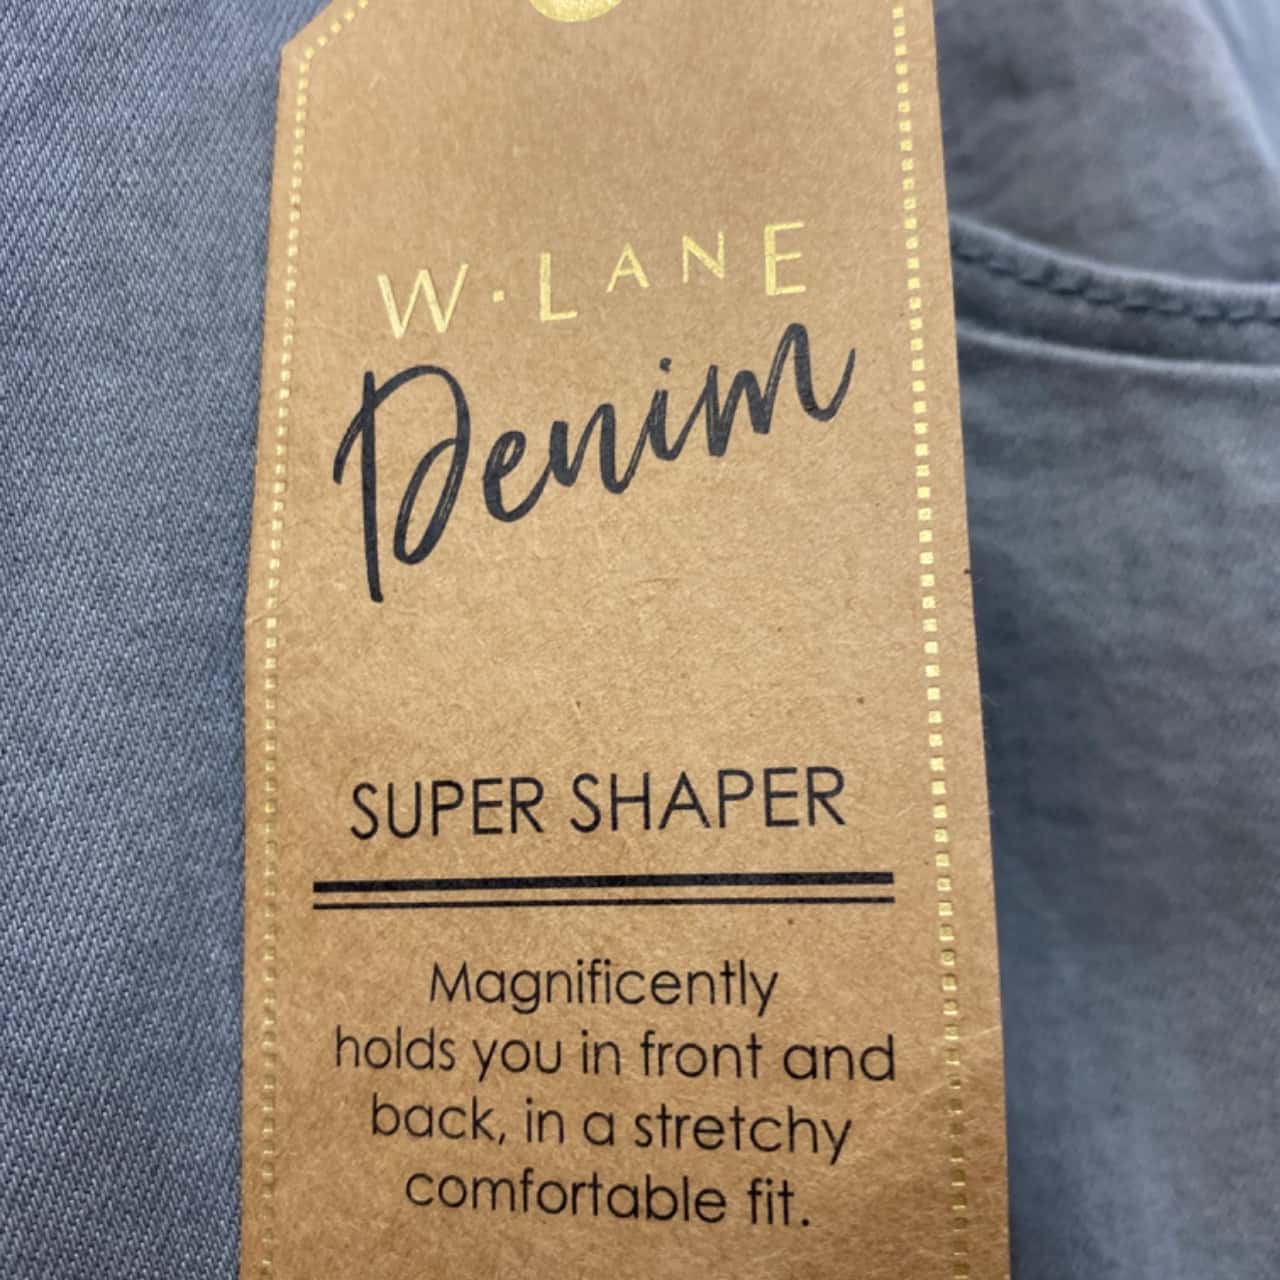 W·LANE
Denim
SUPER SHAPER
Magnificently
holds you in front and
back, in a stretchy
comfortable fit.